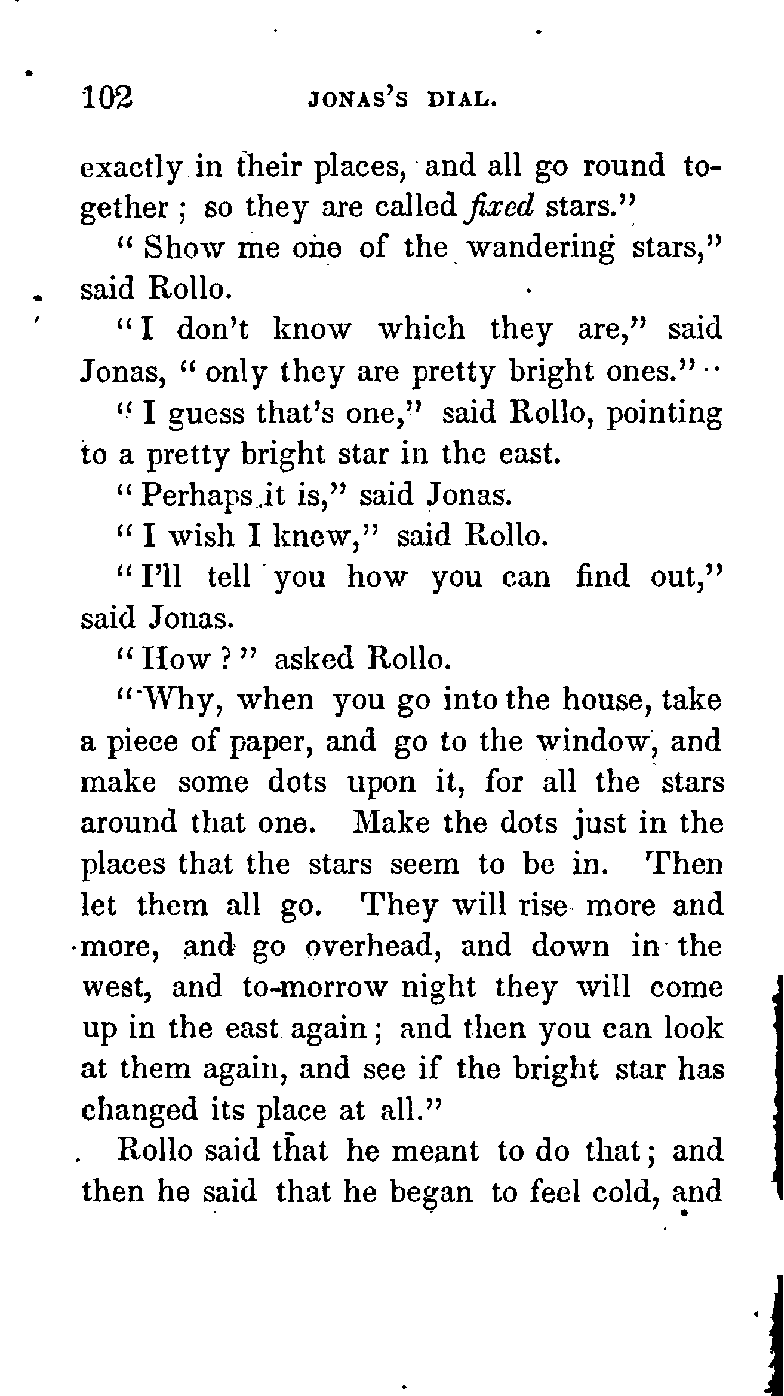 102 JONAS'S DIAL.
exactly in their places, and all go round to-
gether ; so they are called fixed stars."
" Show me one of the wandering stars,"
said Rollo.
" I don't know which they are," said
Jonas, " only they are pretty bright ones."
" I guess that's one," said Rollo, pointing
to a pretty bright star in the east.
" Perhaps it is," said Jonas.
" I wish I knew," said Rollo.
" I'll tell you how you can find out,"
said Jonas.
" How ? " asked Rollo.
" Why, when you go into the house, take
a piece of paper, and go to the window, and
make some dots upon it, for all the stars
around that one. Make the dots just in the
places that the stars seem to be in. Then
let them all go. They will rise more and
more, and go overhead, and down in the
west, and to-morrow night they will come
up in the east again ; and then you can look
at them again, and see if the bright star has
changed its place at all."
Rollo said that he meant to do that ; and
then he said that he began to feel cold, and